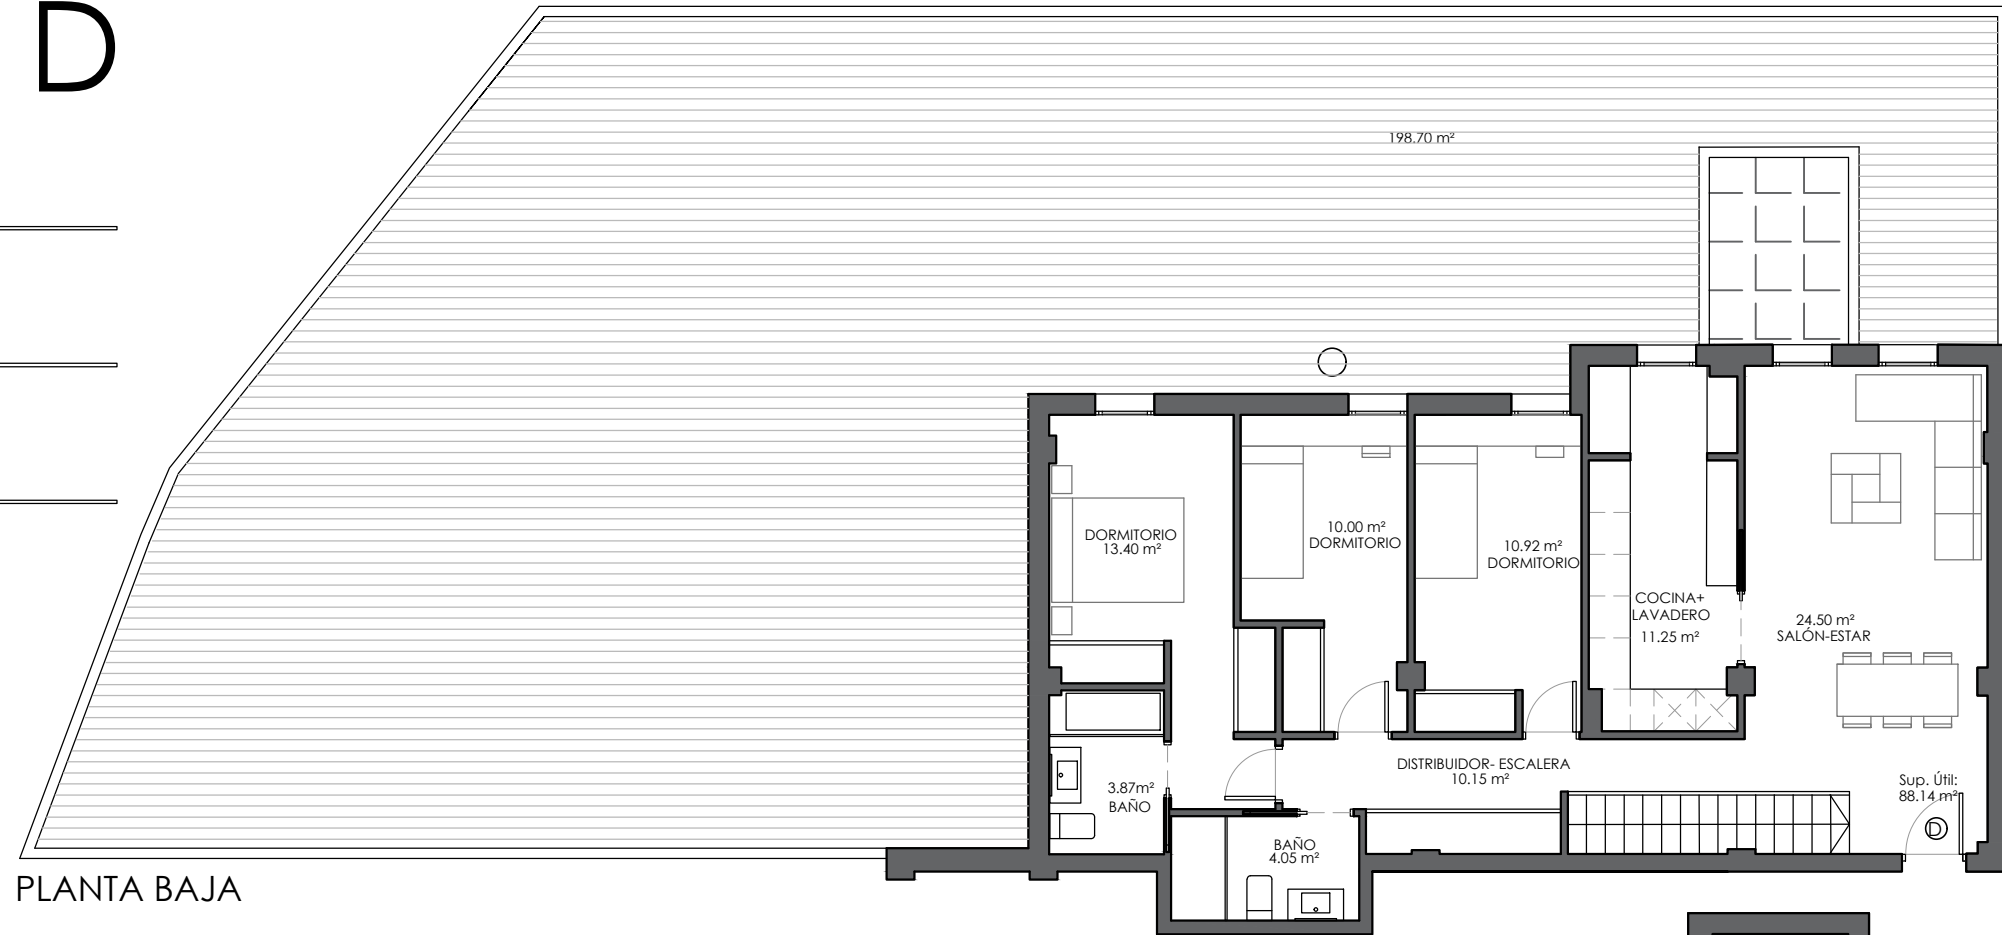 D
198.70 m²
DORMITORIO
13.40 m²
10.00 m²
DORMITORIO
10.92 m²
DORMITORIO
COCINA+
LAVADERO
11.25 m²
24.50 m²
SALÓN-ESTAR
3.87m²
BAÑO
DISTRIBUIDOR- ESCALERA
10.15 m²
Sup. Útil:
88.14 m²
D
BAÑO
4.05 m²
PLANTA BAJA